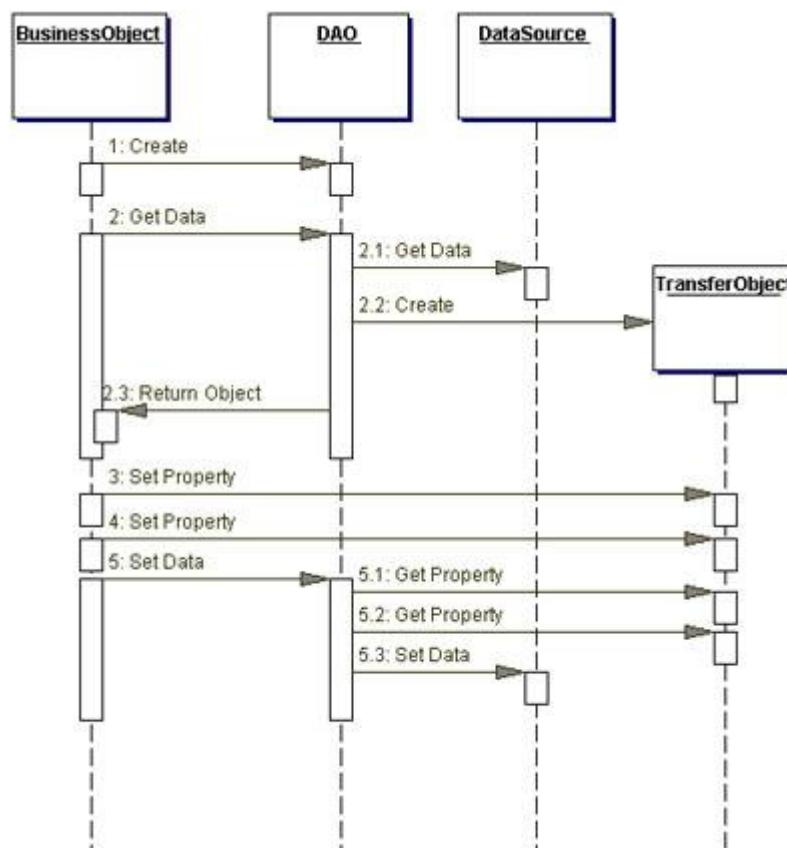 BusinessObject
DAO
DataSource
1: Create
2: Get Data
2.1: Get Data
TransferObject
2.2: Create
2.3: Return Object
3: Set Property
4: Set Property
5: Set Data
5.1: Get Property
5.2: Get Property
5.3: Set Data